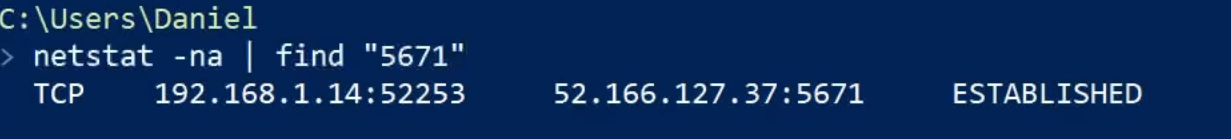 C:\Users\Daniel
> netstat -na | find "5671"
TCP 192.168.1.14:52253 52.166.127.37:5671 ESTABLISHED